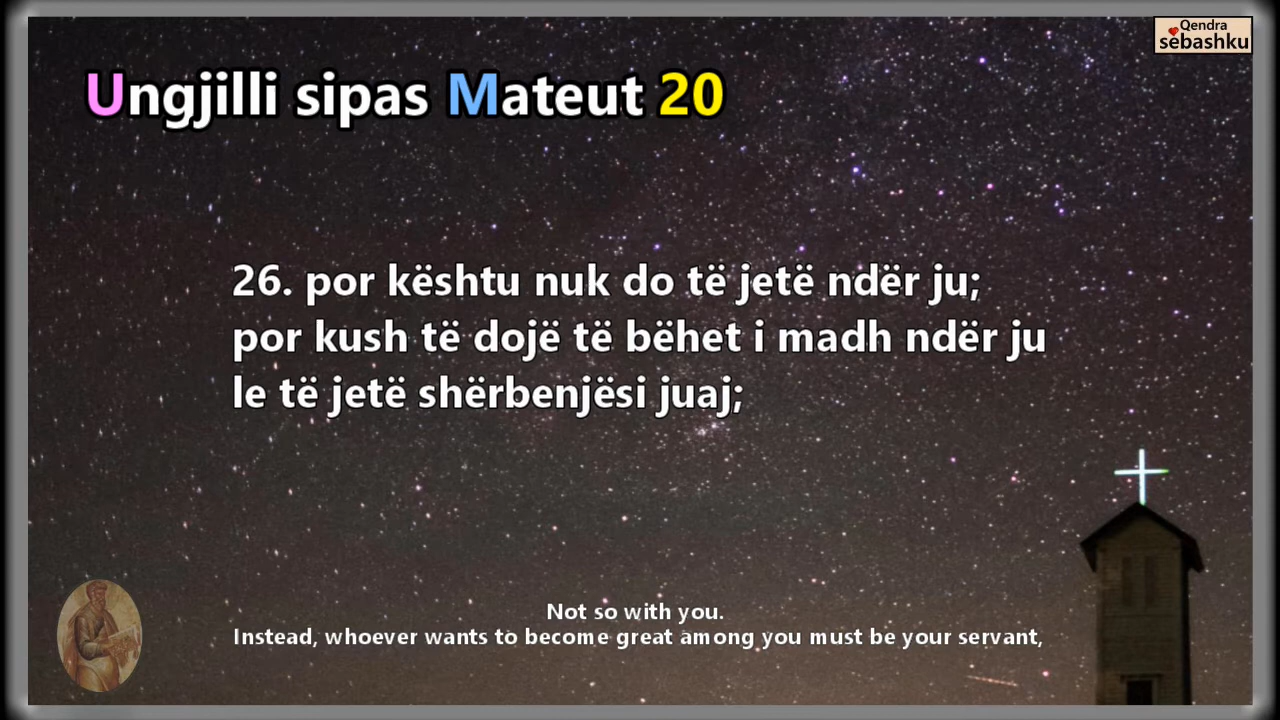 Qendra
sëbashku
Ungjilli sipas Mateut 20
26. por kështu nuk do të jetë ndër ju;
por kush të dojë të bëhet i madh ndër ju
le të jetë shërbenjësi juaj;
Not so with you.
Instead, whoever wants to become great among you must be your servant,